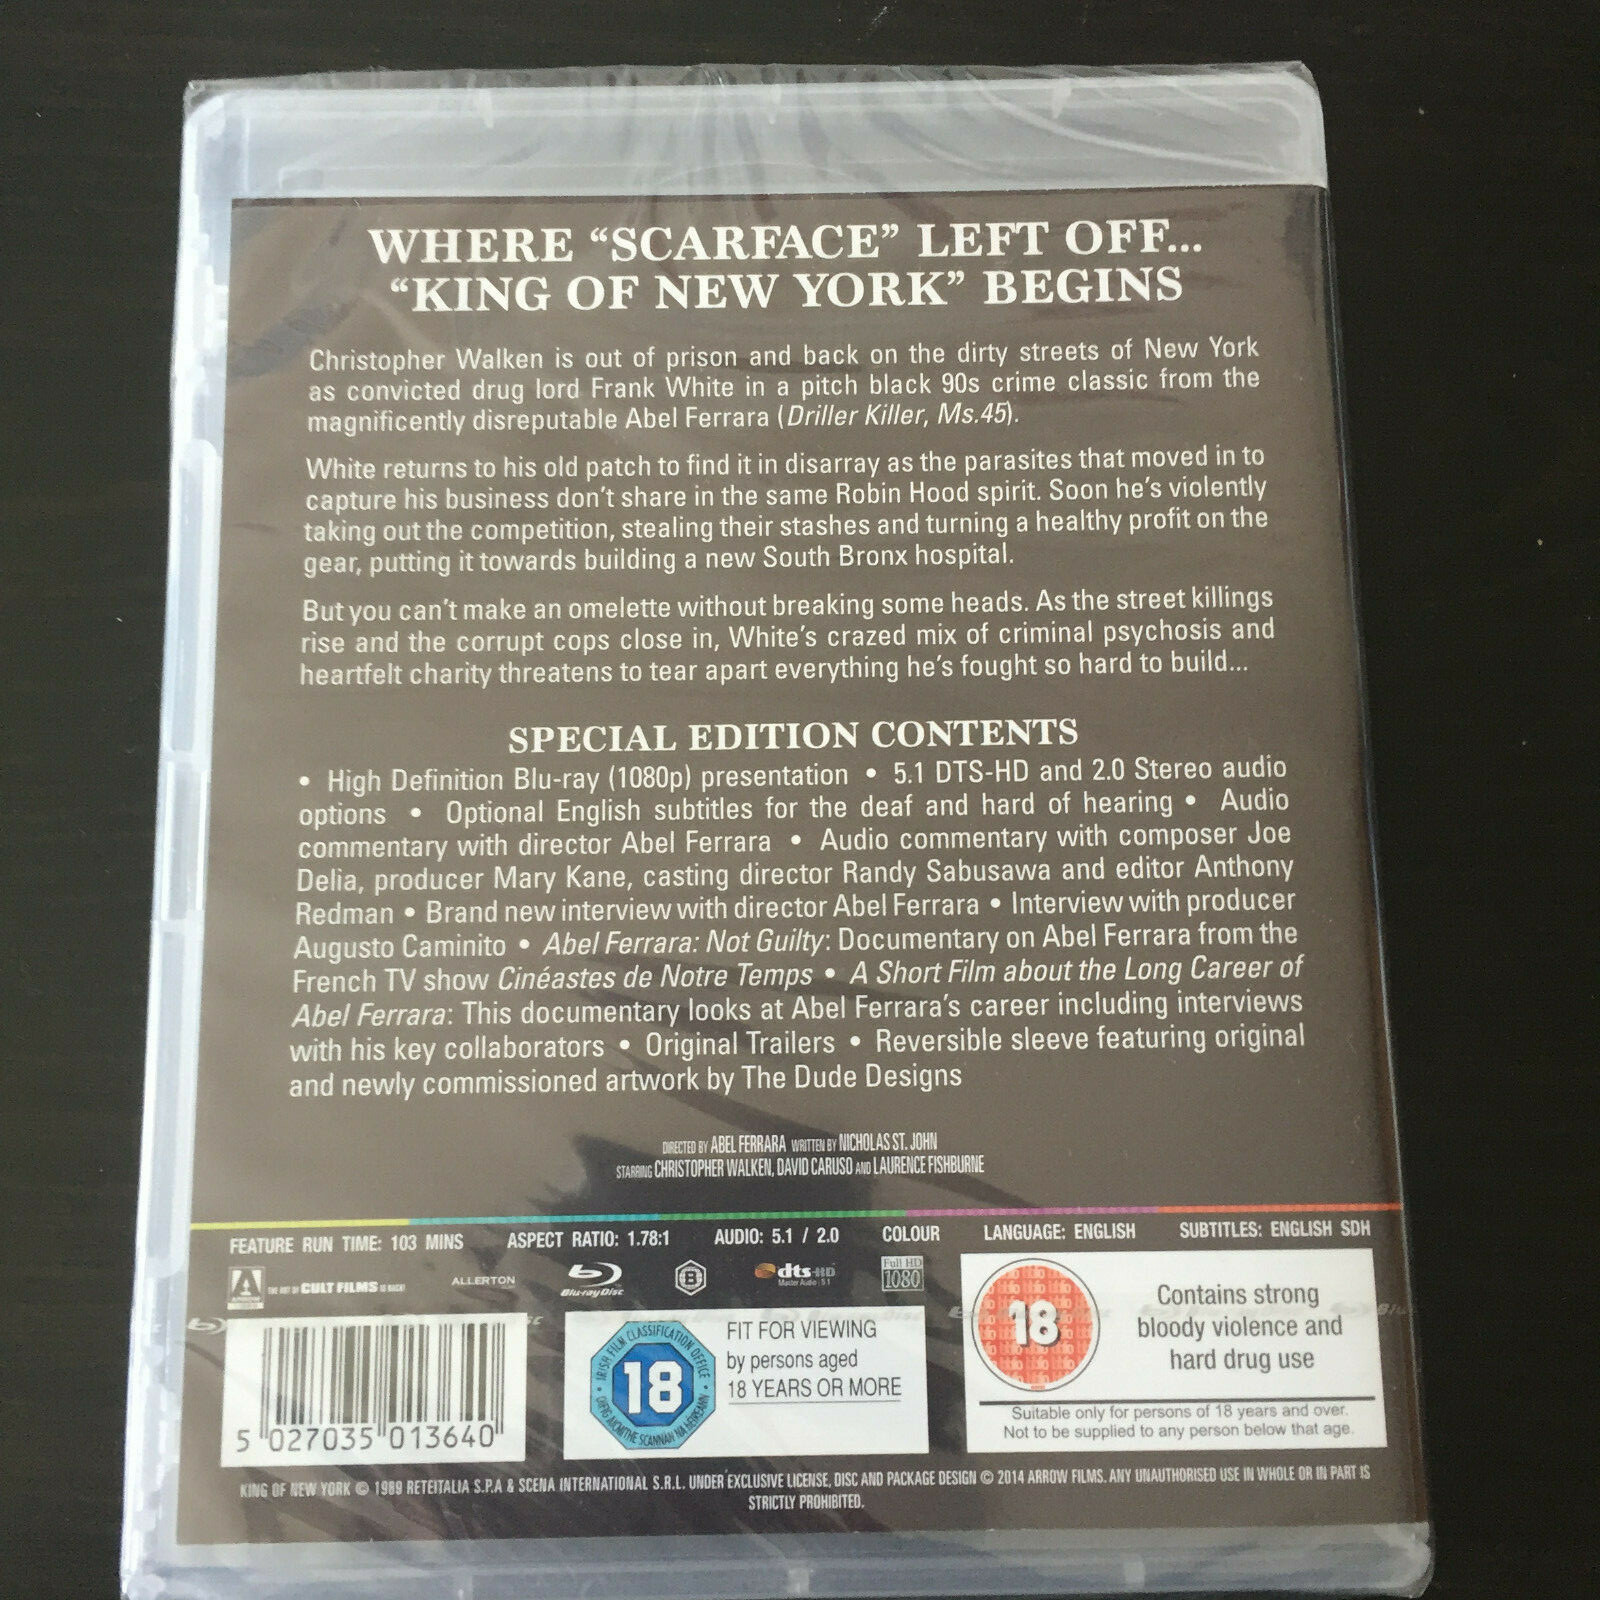 WHERE “SCARFACE” LEFT OFF...
“KING OF NEW YORK” BEGINS
Christopher Walken is out of prison and back on the dirty streets of New York
as convicted drug lord Frank White in a pitch black 90s crime classic from the
magnificently disreputable Abel Ferrara (Driller Killer, Ms.45).
White returns to his old patch to find it in disarray as the parasites that moved in to
capture his business don’t share in the same Robin Hood spirit. Soon he’s violently
taking out the competition, stealing their stashes and turning a healthy profit on the
gear, putting it towards building a new South Bronx hospital.
But you can’t make an omelette without breaking some heads. As the street killings
rise and the corrupt cops close in, White’s crazed mix of criminal psychosis and
heartfelt charity threatens to tear apart everything he’s fought so hard to build...
SPECIAL EDITION CONTENTS
• High Definition Blu-ray (1080p) presentation • 5.1 DTS-HD and 2.0 Stereo audio
options • Optional English subtitles for the deaf and hard of hearing • Audio
commentary with director Abel Ferrara • Audio commentary with composer Joe
Delia, producer Mary Kane, casting director Randy Sabusawa and editor Anthony
Redman • Brand new interview with director Abel Ferrara • Interview with producer
Augusto Caminito • Abel Ferrara: Not Guilty: Documentary on Abel Ferrara from the
French TV show Cinéastes de Notre Temps • A Short Film about the Long Career of
Abel Ferrara: This documentary looks at Abel Ferrara’s career including interviews
with his key collaborators • Original Trailers • Reversible sleeve featuring original
and newly commissioned artwork by The Dude Designs
DIRECTED BY ABEL FERRARA WRITTEN BY NICHOLAS ST. JOHN
STARRING CHRISTOPHER WALKEN, DAVID CARUSO AND LAURENCE FISHBURNE
FEATURE RUN TIME: 103 MINS ASPECT RATIO: 1.78:1 AUDIO: 5.1 / 2.0 COLOUR LANGUAGE: ENGLISH SUBTITLES: ENGLISH SDH
ARROW
CULT FILMS
ALLERTON
Blu-ray Disc
B
dts-HD
Master Audio 5.1
Full HD
1080
5 027035 013640
IRISH FILM CLASSIFICATION OFFICE
18
FIT FOR VIEWING
by persons aged
18 YEARS OR MORE
18
Contains strong
bloody violence and
hard drug use
Suitable only for persons of 18 years and over.
Not to be supplied to any person below that age.
KING OF NEW YORK © 1989 RETEITALIA S.P.A & SCENA INTERNATIONAL S.R.L. UNDER EXCLUSIVE LICENSE, DISC AND PACKAGE DESIGN © 2014 ARROW FILMS. ANY UNAUTHORISED USE IN WHOLE OR IN PART IS
STRICTLY PROHIBITED.